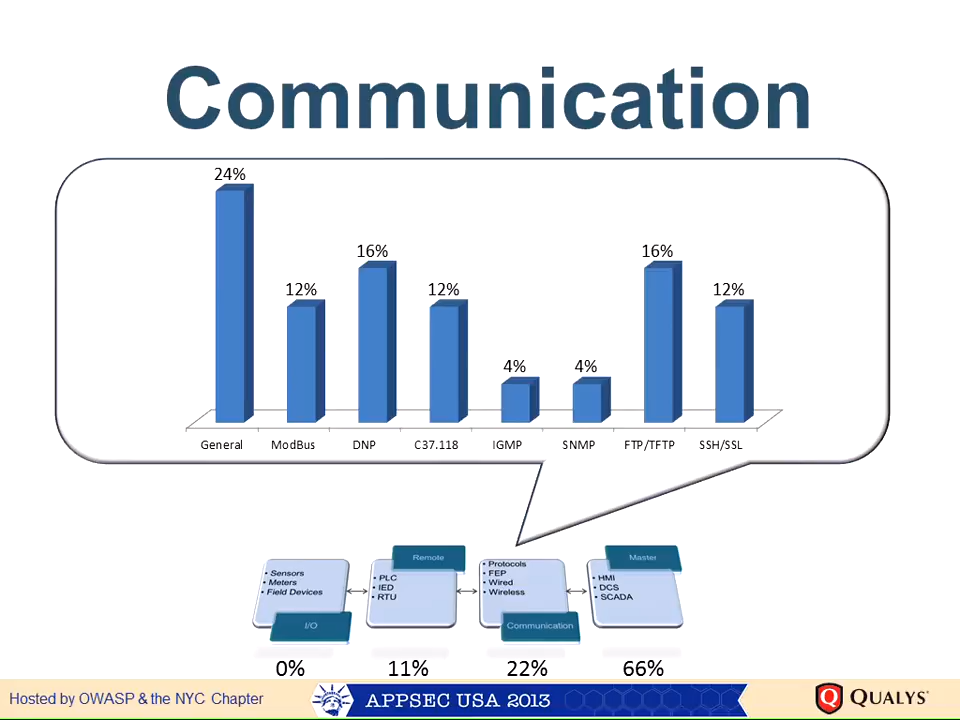 Communication
24%
16%
16%
12%
12%
12%
4%
4%
General ModBus DNP C37.118 IGMP SNMP FTP/TFTP SSH/SSL
• Sensors
• Meters
• Field Devices
I/O
Remote
• PLC
• IED
• RTU
• Protocols
• FEP
• Wired
• Wireless
Communication
Master
• HMI
• DCS
• SCADA
0% 11% 22% 66%
Hosted by OWASP & the NYC Chapter
APPSEC USA 2013
QUALYS